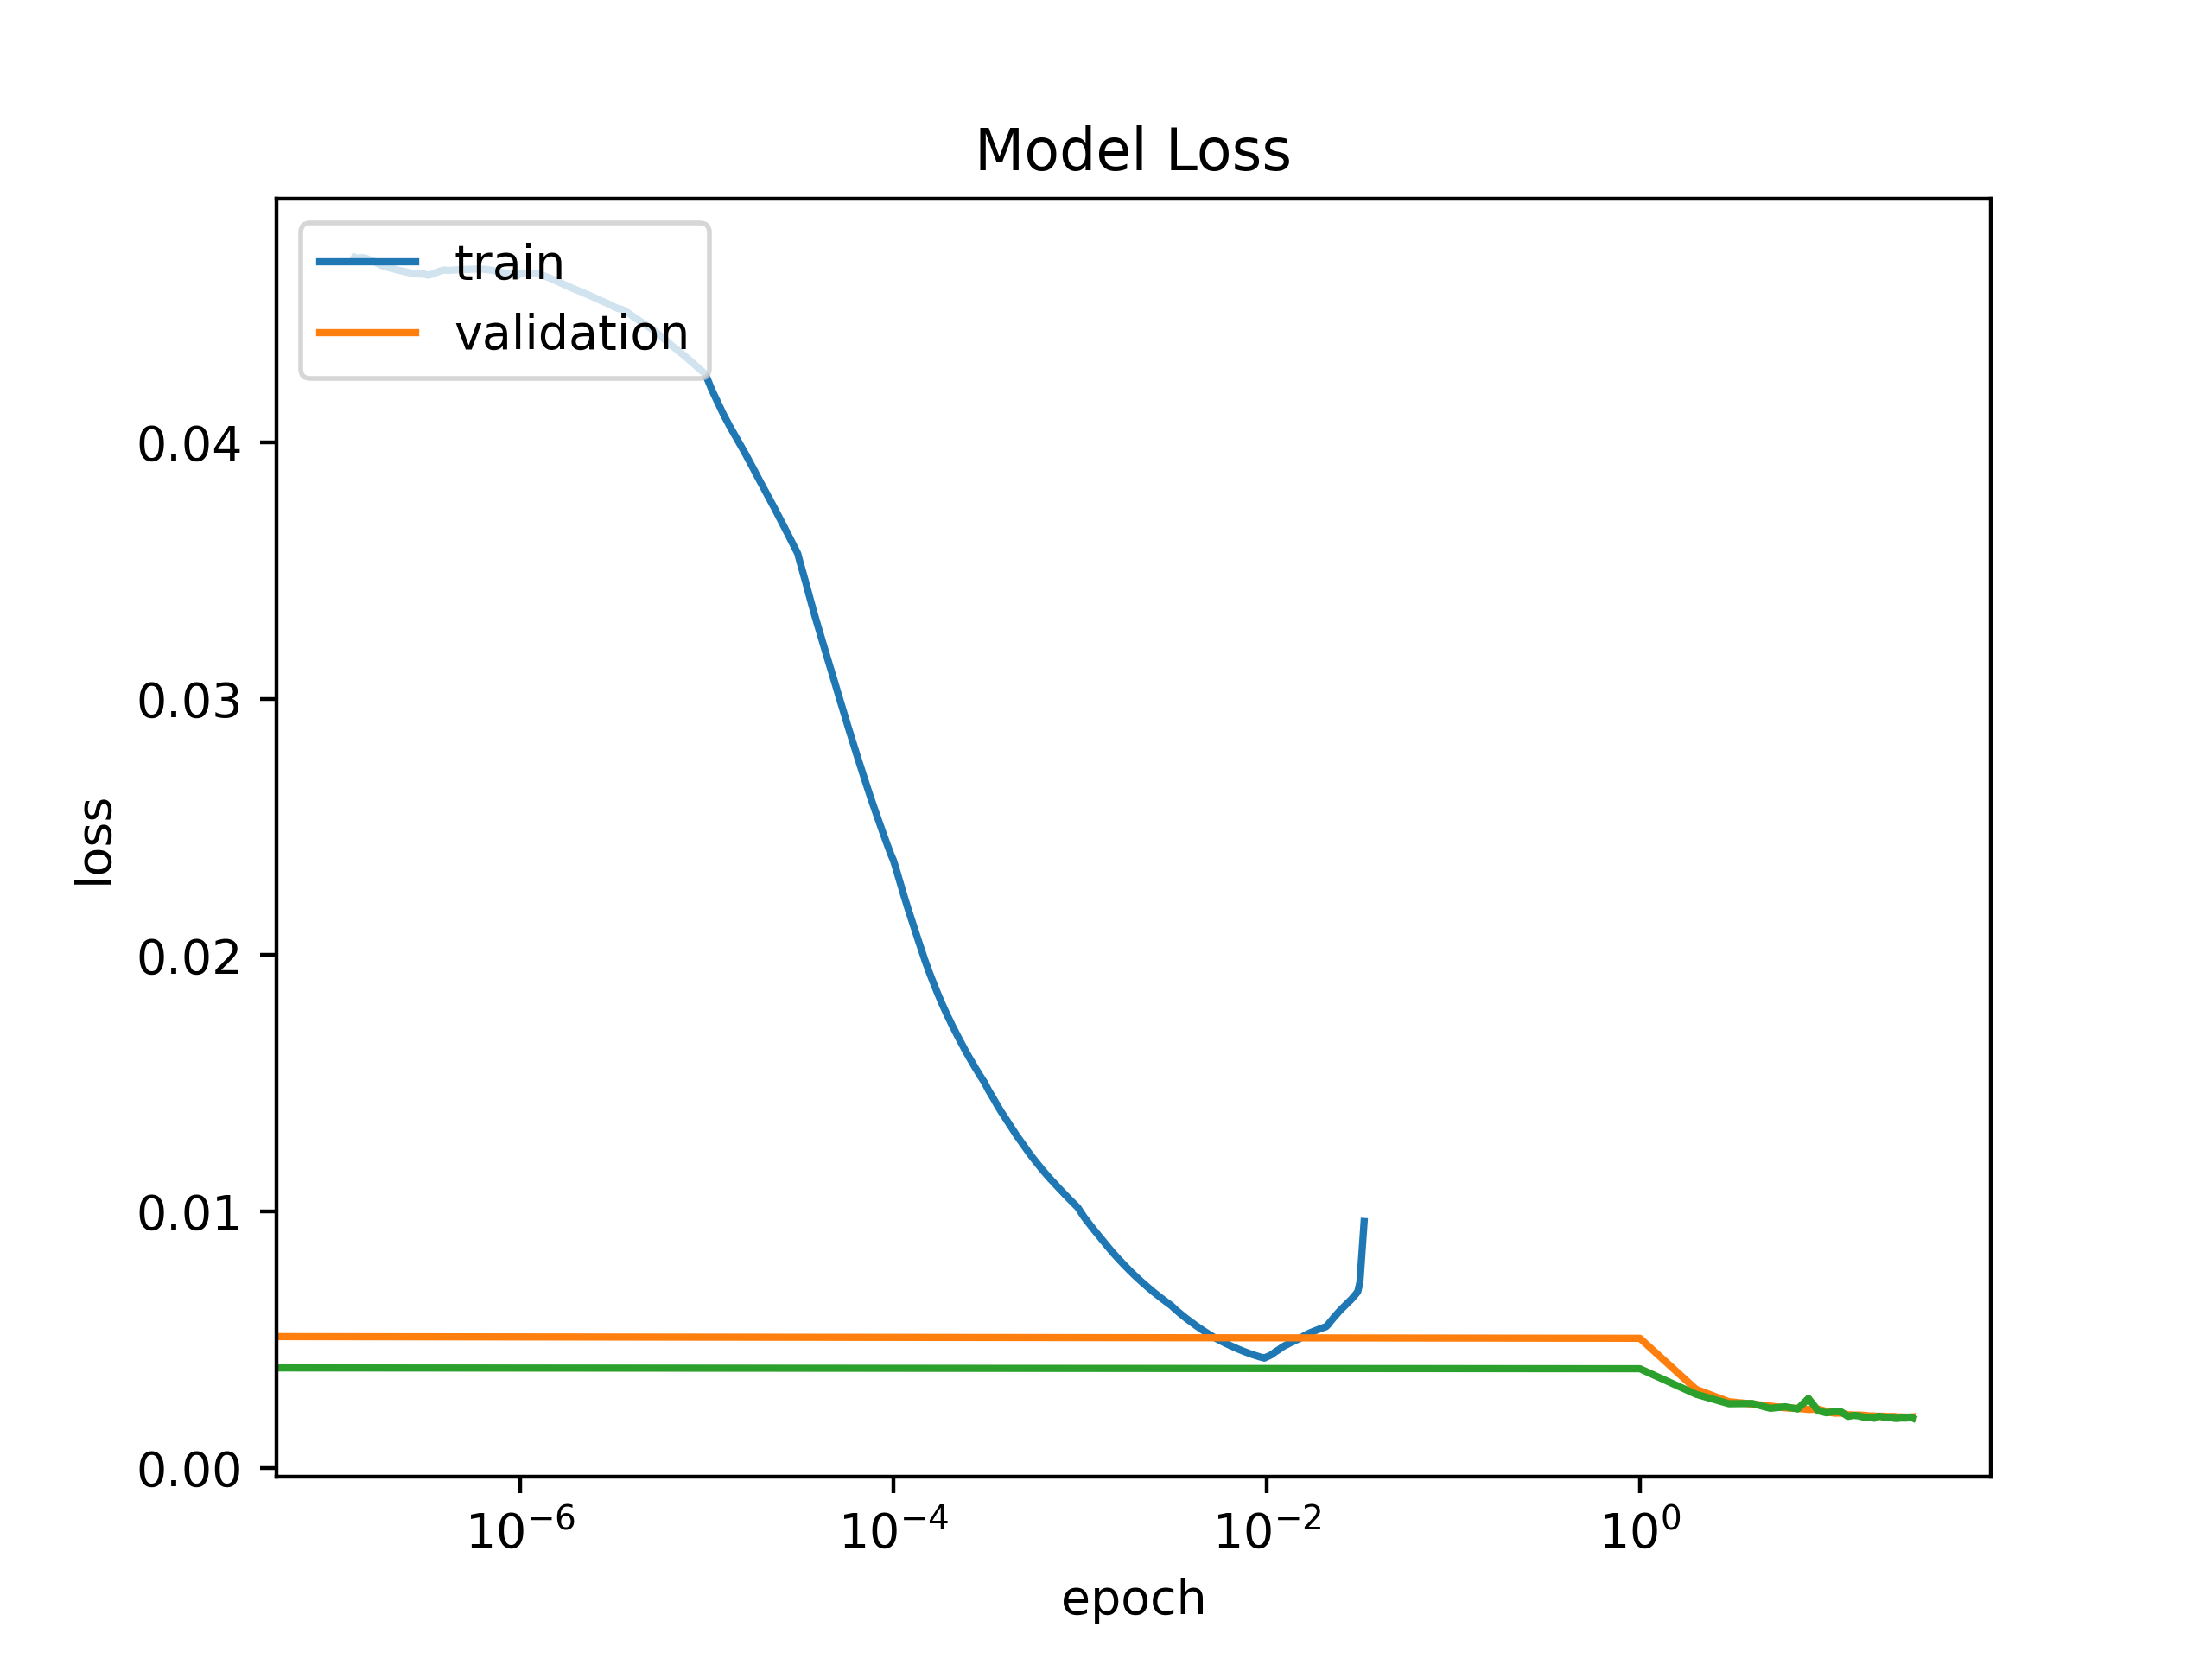 Model Loss
train
validation
0.04
0.03
0.02
0.01
0.00
loss
10⁻⁶ 10⁻⁴ 10⁻² 10⁰
epoch